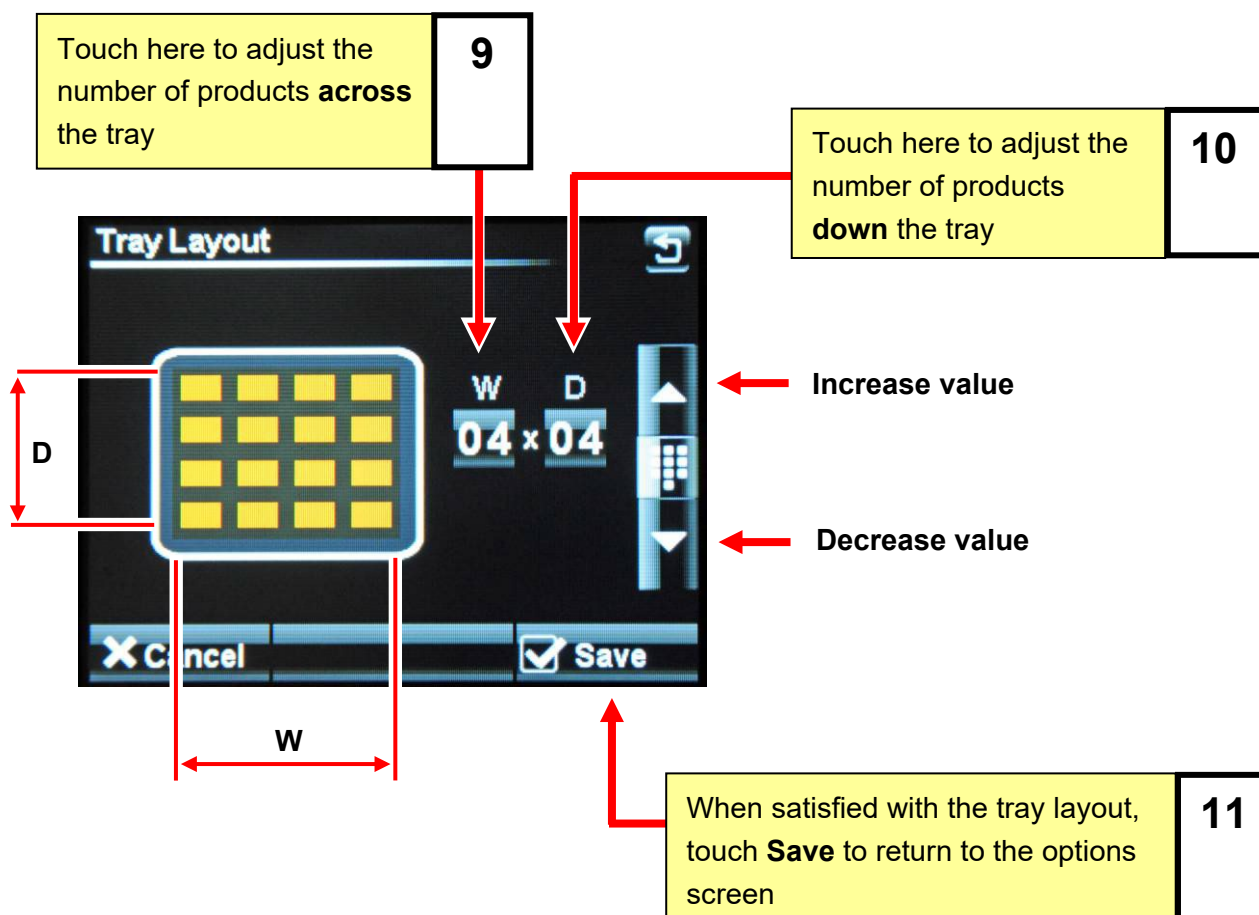 Touch here to adjust the
number of products across
the tray
9
Touch here to adjust the
number of products
down the tray
10
Tray Layout
W D
04 x 04
Increase value
D
Decrease value
Cancel
Save
W
When satisfied with the tray layout,
touch Save to return to the options
screen
11